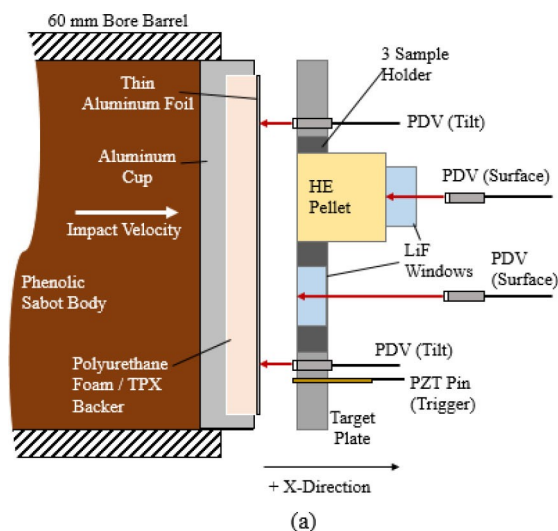 60 mm Bore Barrel
Thin
Aluminum Foil
Aluminum
Cup
Impact Velocity
Phenolic
Sabot Body
Polyurethane
Foam / TPX
Backer
3 Sample
Holder
PDV (Tilt)
HE
Pellet
PDV (Surface)
LiF
Windows
PDV
(Surface)
PDV (Tilt)
PZT Pin
(Trigger)
Target
Plate
+ X-Direction
(a)